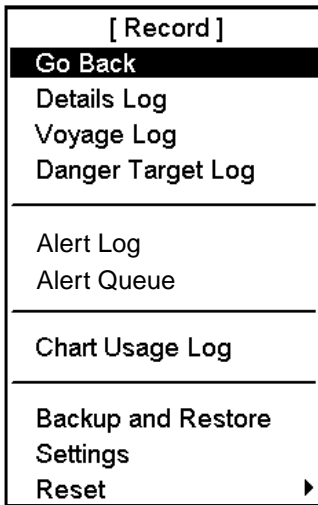 [ Record ]
Go Back
Details Log
Voyage Log
Danger Target Log
Alert Log
Alert Queue
Chart Usage Log
Backup and Restore
Settings
Reset